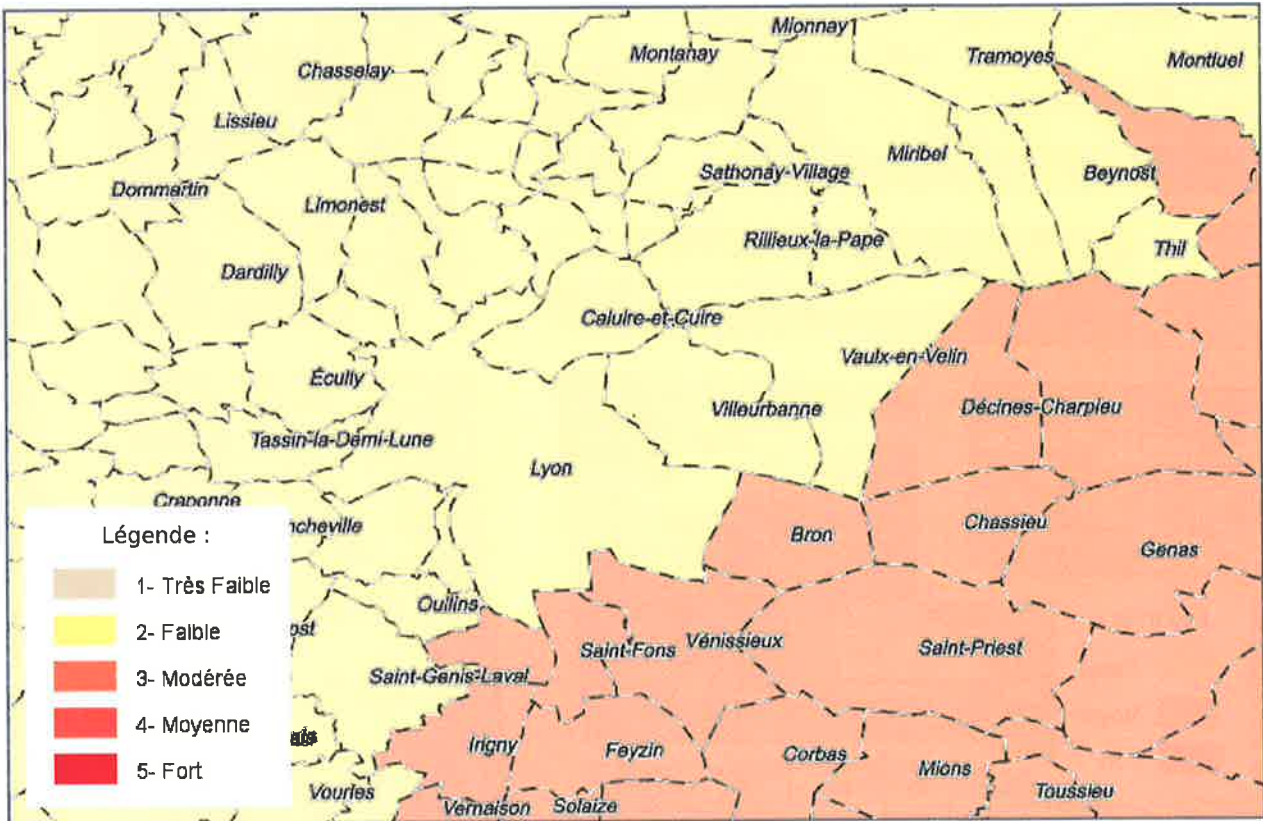 Mionnay
Montanay
Tramoyes
Montluel
Chasselay
Lissieu
Miribel
Sathonay-Village
Beynost
Dommartin
Limonest
Rillieux-la-Pape
Thil
Dardilly
Caluire-et-Cuire
Vaulx-en-Velin
Écully
Villeurbanne
Décines-Charpieu
Tassin-la-Demi-Lune
Lyon
Craponne
ncheville
Bron
Chassieu
Genas
Légende :
1- Très Faible
2- Faible
3- Modérée
4- Moyenne
5- Fort
Oullins
ost
Saint-Fons
Vénissieux
Saint-Priest
Saint-Genis-Laval
Irigny
Feyzin
Corbas
Mions
Toussieu
Vourles
Vernaison
Solaize